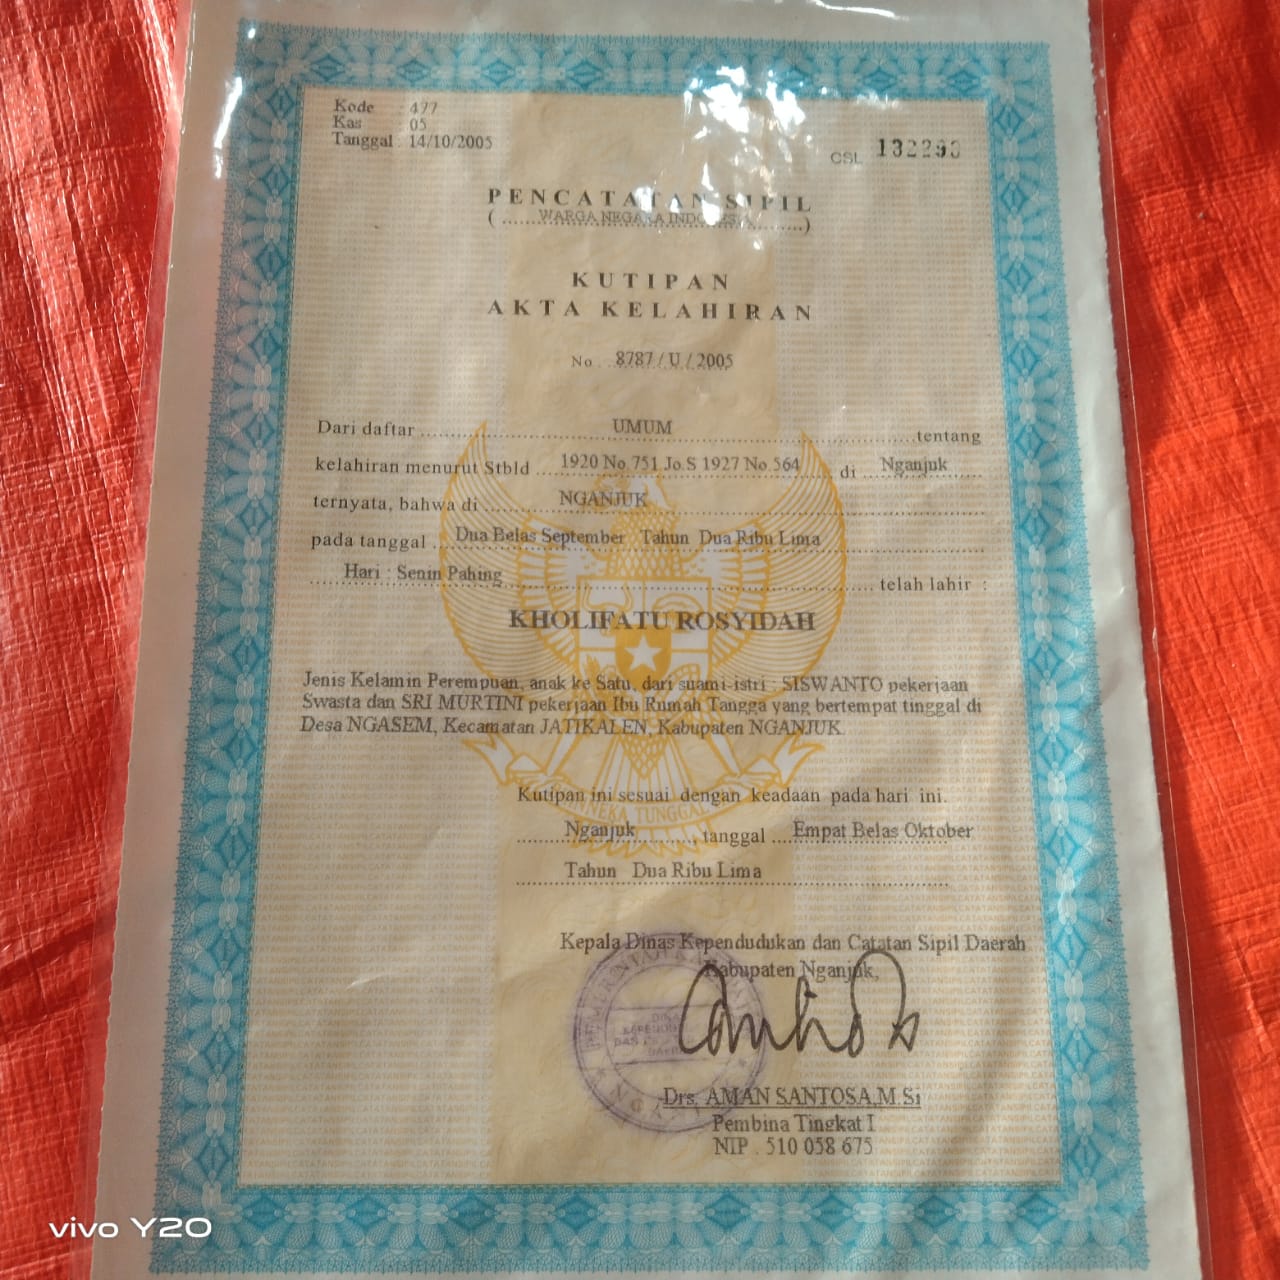 Kode : 477
Kas 05
Tanggal : 14/10/2005
CSL 132293
PENCATATAN SIPIL
( WARGA NEGARA INDONESIA )
KUTIPAN
AKTA KELAHIRAN
No. 8787 / U / 2005
Dari daftar UMUM tentang
kelahiran menurut Stbld 1920 No.751 Jo.S 1927 No.564 di Nganjuk
ternyata, bahwa di NGANJUK
pada tanggal Dua Belas September Tahun Dua Ribu Lima
Hari : Senin Pahing telah lahir :
KHOLIFATU ROSYIDAH
Jenis Kelamin Perempuan, anak ke Satu, dari suami-istri : SISWANTO pekerjaan
Swasta dan SRI MURTINI pekerjaan Ibu Rumah Tangga yang bertempat tinggal di
Desa NGASEM, Kecamatan JATIKALEN, Kabupaten NGANJUK.
Kutipan ini sesuai dengan keadaan pada hari ini.
Nganjuk, tanggal Empat Belas Oktober
Tahun Dua Ribu Lima
Kepala Dinas Kependudukan dan Catatan Sipil Daerah
Kabupaten Nganjuk,
Drs. AMAN SANTOSA,M.Si
Pembina Tingkat I
NIP . 510 058 675
vivo Y20